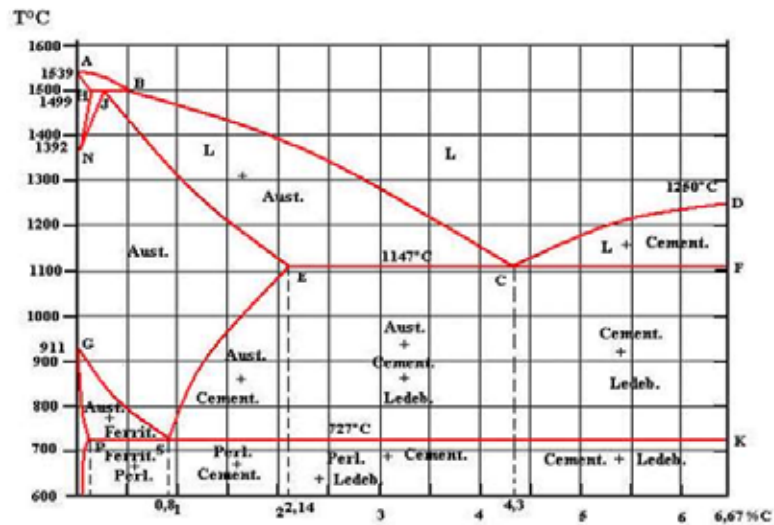 T°C
1600
A
1539
1500
H
J
B
1499
1400
1392
N
L
L
1300
+
Aust.
1250°C
D
1200
Aust.
L + Cement.
1147°C
1100
E
C
F
1000
Aust.
+
Cement.
+
Ledeb.
Cement.
+
Ledeb.
911
G
900
Aust.
+
Cement.
800
Aust.
+
Ferrit.
727°C
700
P
S
K
Ferrit.
+
Perl.
Perl.
+
Cement.
Perl. + Cement.
+ Ledeb.
Cement. + Ledeb.
600
0,8 1 2 2,14 3 4 4,3 5 6 6,67 %C